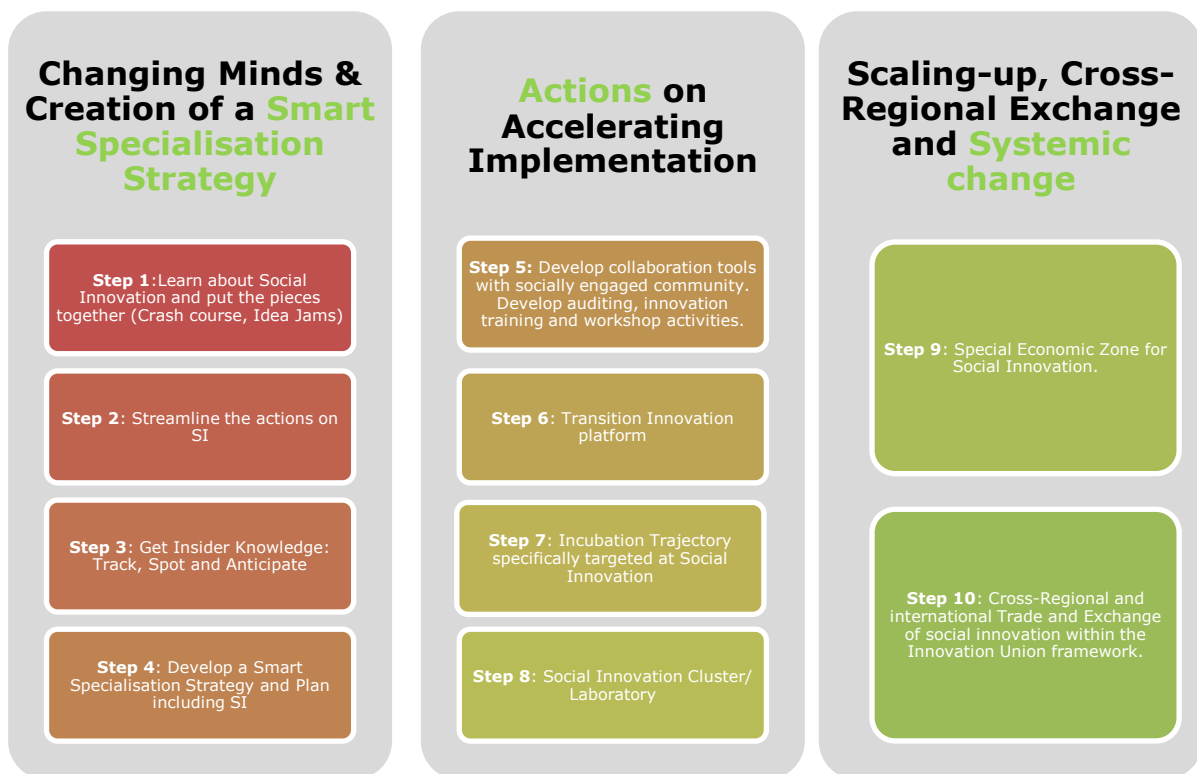 Changing Minds &
Creation of a Smart
Specialisation
Strategy
Step 1:Learn about Social
Innovation and put the pieces
together (Crash course, Idea Jams)
Step 2: Streamline the actions on
SI
Step 3: Get Insider Knowledge:
Track, Spot and Anticipate
Step 4: Develop a Smart
Specialisation Strategy and Plan
including SI
Actions on
Accelerating
Implementation
Step 5: Develop collaboration tools
with socially engaged community.
Develop auditing, innovation
training and workshop activities.
Step 6: Transition Innovation
platform
Step 7: Incubation Trajectory
specifically targeted at Social
Innovation
Step 8: Social Innovation Cluster/
Laboratory
Scaling-up, Cross-
Regional Exchange
and Systemic
change
Step 9: Special Economic Zone for
Social Innovation.
Step 10: Cross-Regional and
international Trade and Exchange
of social innovation within the
Innovation Union framework.